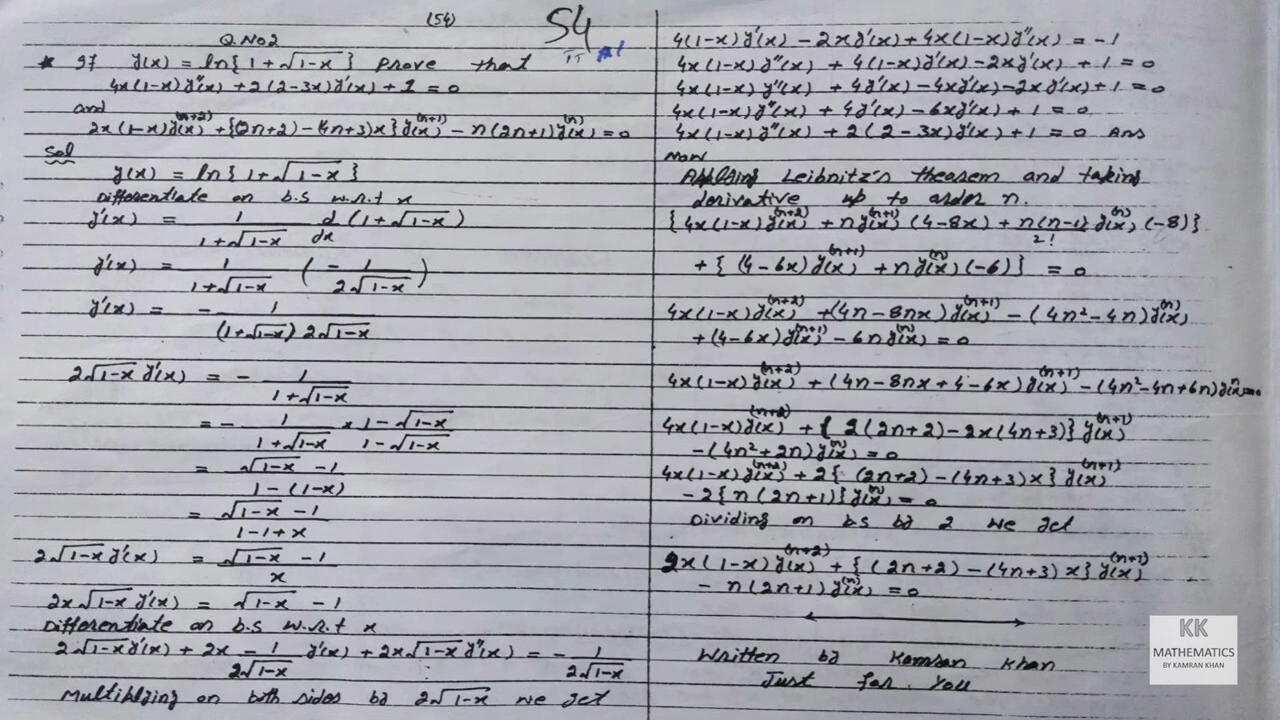 (54)
54
Q.No2
* If y(x) = ln{1+√1-x} Prove that
4x(1-x)y''(x) + 2(2-3x)y'(x) + 1 = 0
and
2x(1-x)y(x)^(n+2) + {(2n+2) - (4n+3)x}y(x)^(n+1) - n(2n+1)y(x)^(n) = 0
Sol
y(x) = ln{1+√1-x}
Differentiate on b.s w.r.t x
y'(x) = 1/(1+√1-x) d/dx (1+√1-x)
y'(x) = 1/(1+√1-x) (-1/(2√1-x))
y'(x) = - 1/((1+√1-x) 2√1-x)
2√1-x y'(x) = - 1/(1+√1-x)
= - 1/(1+√1-x) × (1-√1-x)/(1-√1-x)
= (√1-x - 1)/(1-(1-x))
= (√1-x - 1)/(1-1+x)
2√1-x y'(x) = (√1-x - 1)/x
2x√1-x y'(x) = √1-x - 1
Differentiate on b.s w.r.t x
2√1-x y'(x) + 2x - 1/(2√1-x) y'(x) + 2x√1-x y''(x) = - 1/(2√1-x)
Multiplying on both sides by 2√1-x we get
4(1-x)y'(x) - 2xy'(x) + 4x(1-x)y''(x) = -1
4x(1-x)y''(x) + 4(1-x)y'(x) - 2xy'(x) + 1 = 0
4x(1-x)y''(x) + 4y'(x) - 4xy'(x) - 2xy'(x) + 1 = 0
4x(1-x)y''(x) + 4y'(x) - 6xy'(x) + 1 = 0
4x(1-x)y''(x) + 2(2-3x)y'(x) + 1 = 0 Ans
Now
Applying Leibnitz's theorem and taking
derivative up to order n.
{4x(1-x)y(x)^(n+2) + ny(x)^(n+1) (4-8x) + n(n-1)/2! y(x)^(n) (-8)}
+ {(4-6x)y(x)^(n+1) + ny(x)^(n) (-6)} = 0
4x(1-x)y(x)^(n+2) + (4n-8nx)y(x)^(n+1) - (4n²-4n)y(x)^(n)
+ (4-6x)y(x)^(n+1) - 6ny(x)^(n) = 0
4x(1-x)y(x)^(n+2) + (4n-8nx+4-6x)y(x)^(n+1) - (4n²-4n+6n)y(x)^n = 0
4x(1-x)y(x)^(n+2) + {2(2n+2)-2x(4n+3)}y(x)^(n+1)
- (4n²+2n)y(x)^(n) = 0
4x(1-x)y(x)^(n+2) + 2{(2n+2)-(4n+3)x}y(x)^(n+1)
- 2{n(2n+1)}y(x)^(n) = 0
Dividing on b.s by 2 we get
2x(1-x)y(x)^(n+2) + {(2n+2)-(4n+3)x}y(x)^(n+1)
- n(2n+1)y(x)^(n) = 0
Written by Kamran Khan
Just for You
KK
MATHEMATICS
BY KAMRAN KHAN